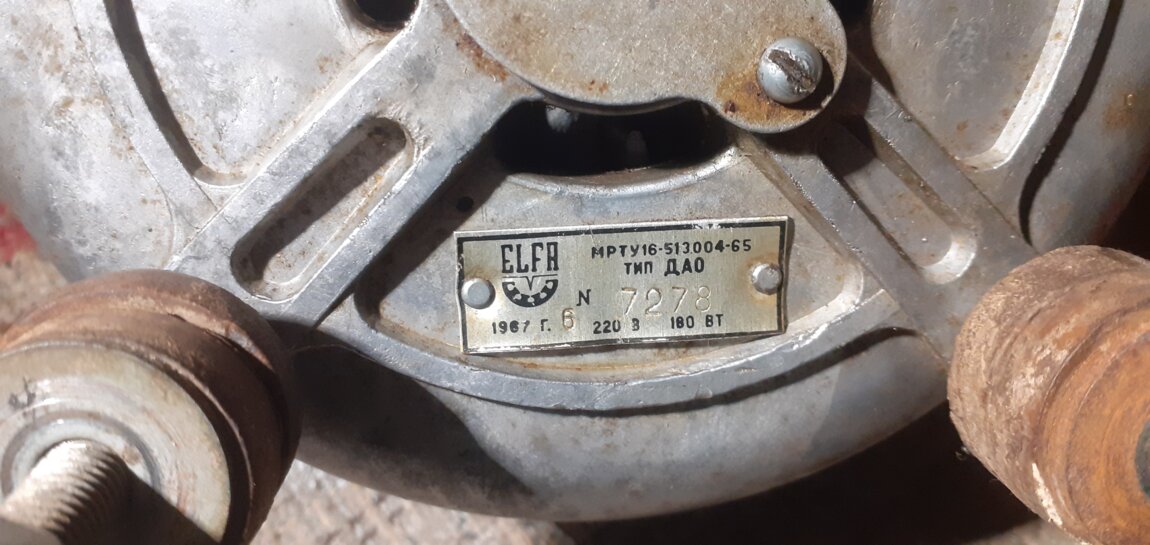 ELFA
МРТУ16-513004-65
ТИП ДАО
N 7278
1967 Г. 6 220 В 180 ВТ